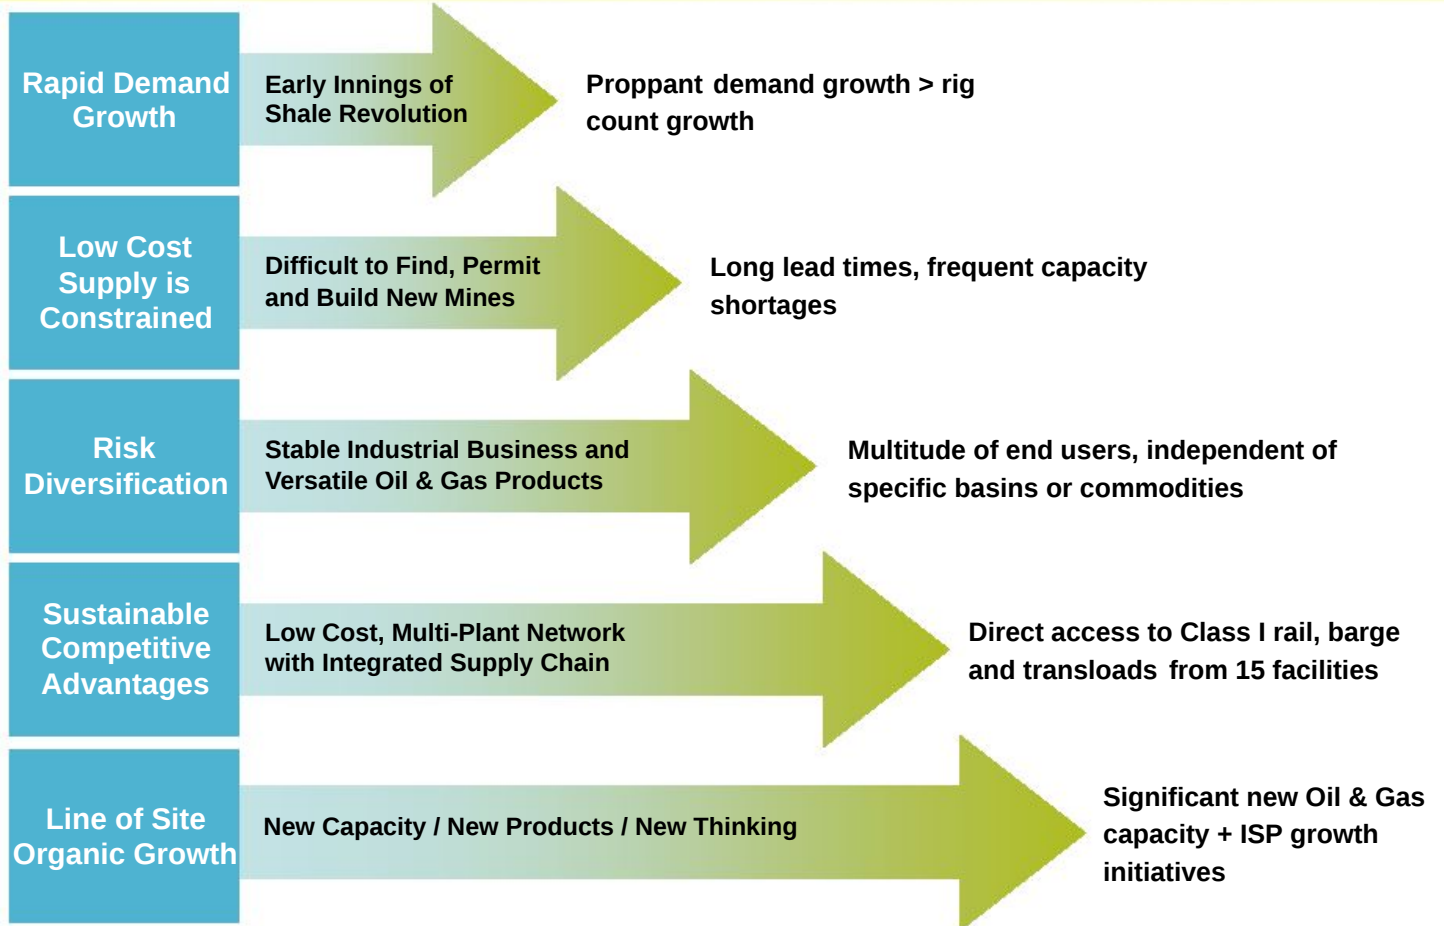 Rapid Demand
Growth
Early Innings of
Shale Revolution
Proppant demand growth > rig
count growth
Low Cost
Supply is
Constrained
Difficult to Find, Permit
and Build New Mines
Long lead times, frequent capacity
shortages
Risk
Diversification
Stable Industrial Business and
Versatile Oil & Gas Products
Multitude of end users, independent of
specific basins or commodities
Sustainable
Competitive
Advantages
Low Cost, Multi-Plant Network
with Integrated Supply Chain
Direct access to Class I rail, barge
and transloads from 15 facilities
Line of Site
Organic Growth
New Capacity / New Products / New Thinking
Significant new Oil & Gas
capacity + ISP growth
initiatives